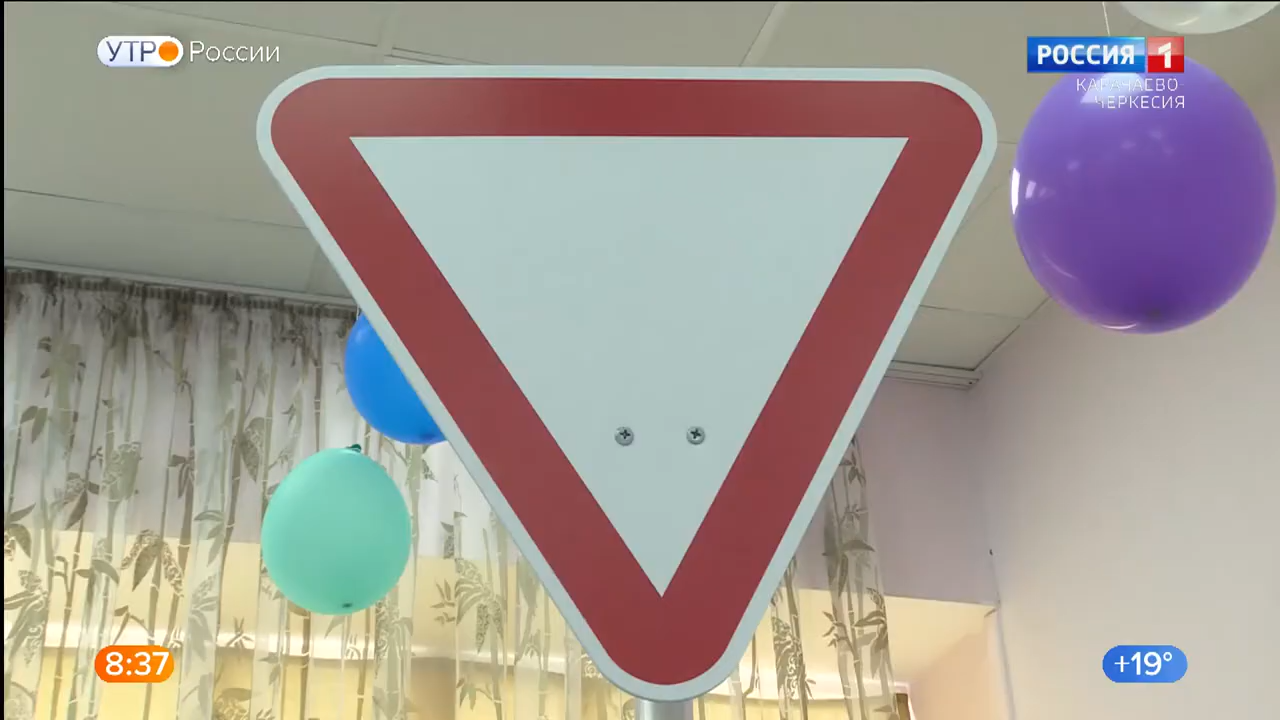 УТРО России
РОССИЯ 1
КАРАЧАЕВО-
ЧЕРКЕСИЯ
8:37
+19°